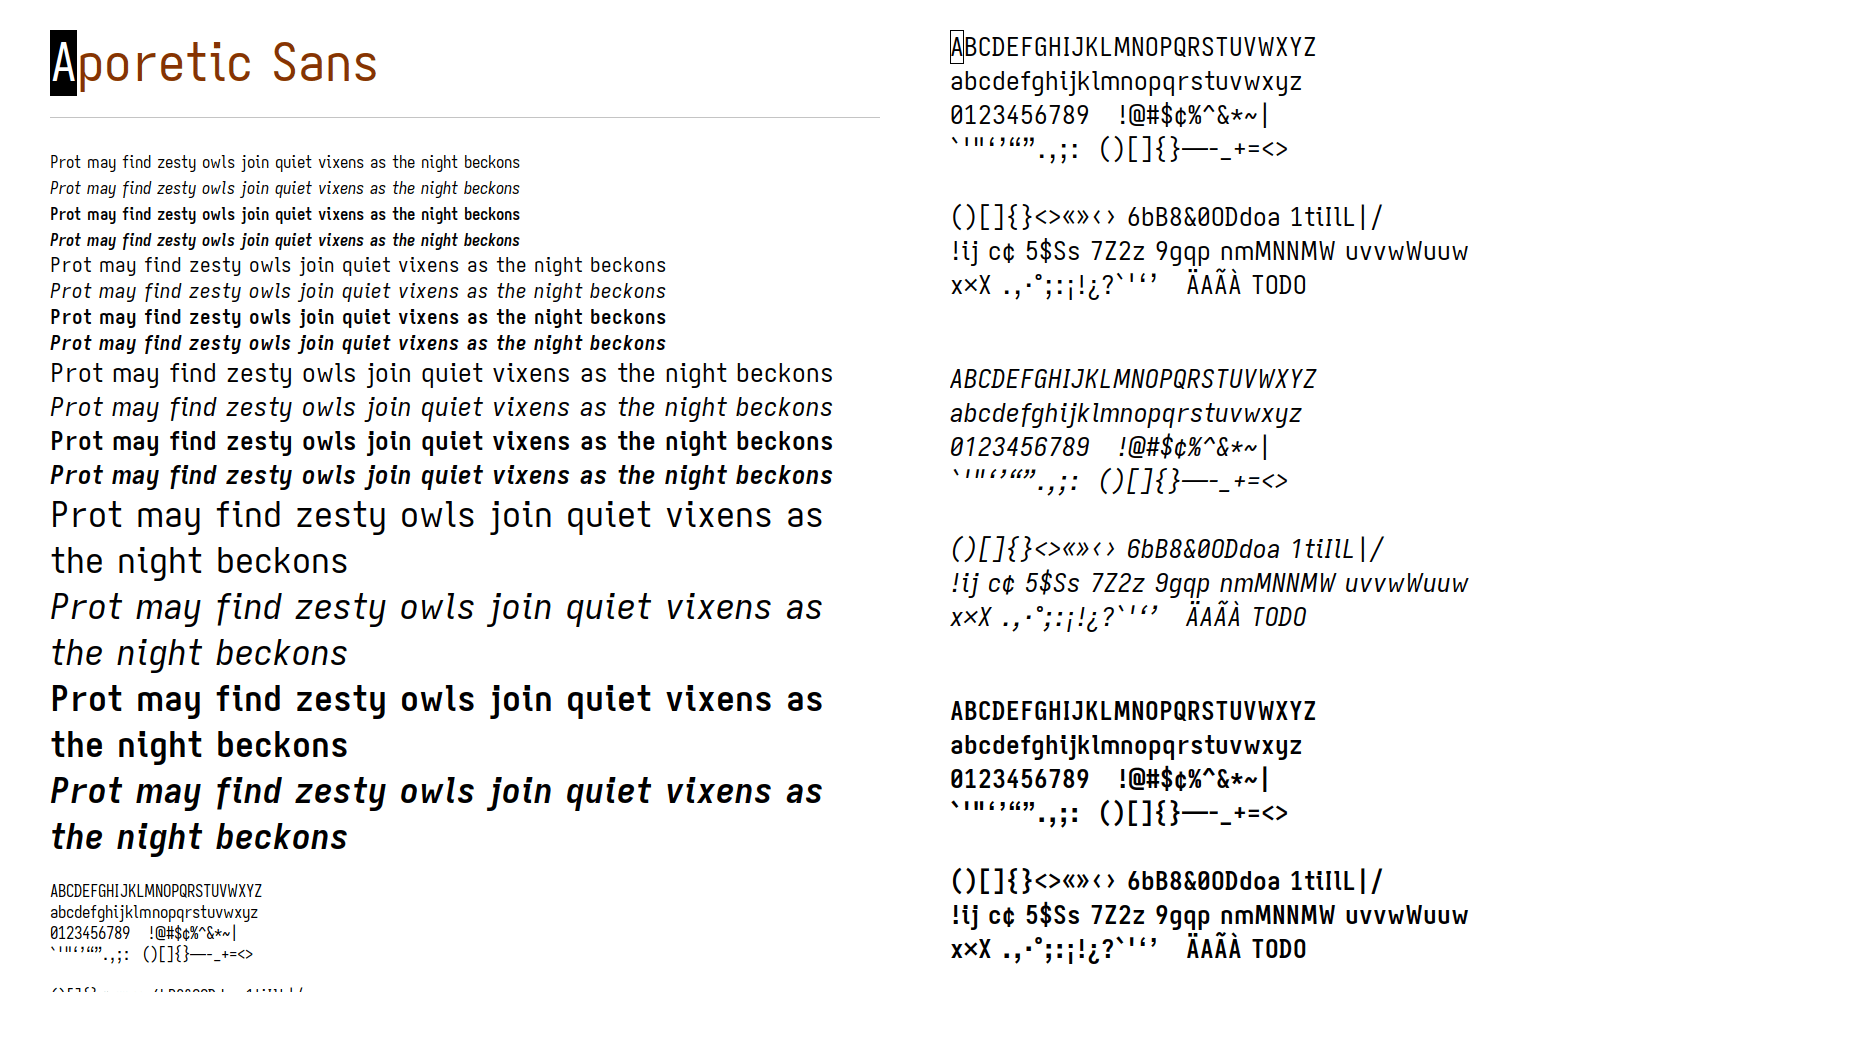 Aporetic Sans
Prot may find zesty owls join quiet vixens as the night beckons
Prot may find zesty owls join quiet vixens as the night beckons
Prot may find zesty owls join quiet vixens as the night beckons
Prot may find zesty owls join quiet vixens as the night beckons
Prot may find zesty owls join quiet vixens as the night beckons
Prot may find zesty owls join quiet vixens as the night beckons
Prot may find zesty owls join quiet vixens as the night beckons
Prot may find zesty owls join quiet vixens as the night beckons
Prot may find zesty owls join quiet vixens as the night beckons
Prot may find zesty owls join quiet vixens as the night beckons
Prot may find zesty owls join quiet vixens as the night beckons
Prot may find zesty owls join quiet vixens as the night beckons
Prot may find zesty owls join quiet vixens as
the night beckons
Prot may find zesty owls join quiet vixens as
the night beckons
Prot may find zesty owls join quiet vixens as
the night beckons
Prot may find zesty owls join quiet vixens as
the night beckons
ABCDEFGHIJKLMNOPQRSTUVWXYZ
abcdefghijklmnopqrstuvwxyz
0123456789  !@#$¢%^&*~|
`'"‘’“”.,;:  ()[]{}—-_+=<>
ABCDEFGHIJKLMNOPQRSTUVWXYZ
abcdefghijklmnopqrstuvwxyz
0123456789  !@#$¢%^&*~|
`'"‘’“”.,;:  ()[]{}—-_+=<>
()[]{}<>«»‹› 6bB8&0ODdoa 1tiIlL|/
!ij c¢ 5$Ss 7Z2z 9gqp nmMNNMW uvvwWuuw
x×X .,·°;:¡!¿?`'‘’  ÄAÃÀ TODO
ABCDEFGHIJKLMNOPQRSTUVWXYZ
abcdefghijklmnopqrstuvwxyz
0123456789  !@#$¢%^&*~|
`'"‘’“”.,;:  ()[]{}—-_+=<>
()[]{}<>«»‹› 6bB8&0ODdoa 1tiIlL|/
!ij c¢ 5$Ss 7Z2z 9gqp nmMNNMW uvvwWuuw
x×X .,·°;:¡!¿?`'‘’  ÄAÃÀ TODO
ABCDEFGHIJKLMNOPQRSTUVWXYZ
abcdefghijklmnopqrstuvwxyz
0123456789  !@#$¢%^&*~|
`'"‘’“”.,;:  ()[]{}—-_+=<>
()[]{}<>«»‹› 6bB8&0ODdoa 1tiIlL|/
!ij c¢ 5$Ss 7Z2z 9gqp nmMNNMW uvvwWuuw
x×X .,·°;:¡!¿?`'‘’  ÄAÃÀ TODO